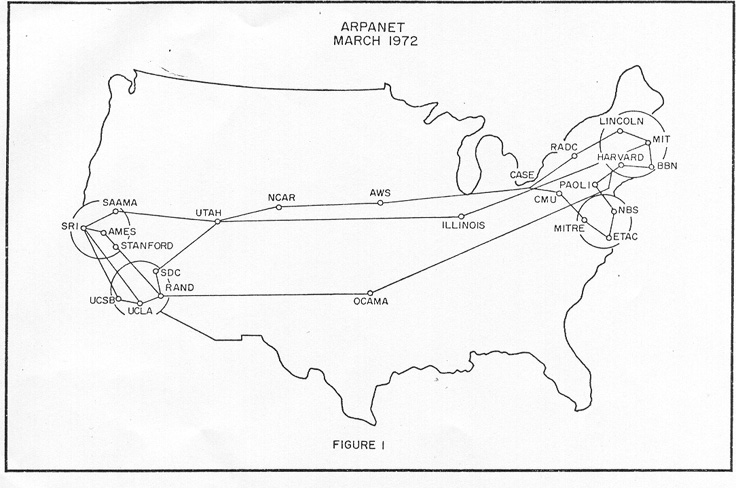 ARPANET
MARCH 1972
LINCOLN
MIT
RADC
HARVARD
BBN
CASE
PAOLI
AWS
NCAR
CMU
SAAMA
UTAH
NBS
ILLINOIS
SRI
AMES
MITRE
ETAC
STANFORD
SDC
RAND
UCSB
UCLA
OCAMA
FIGURE 1